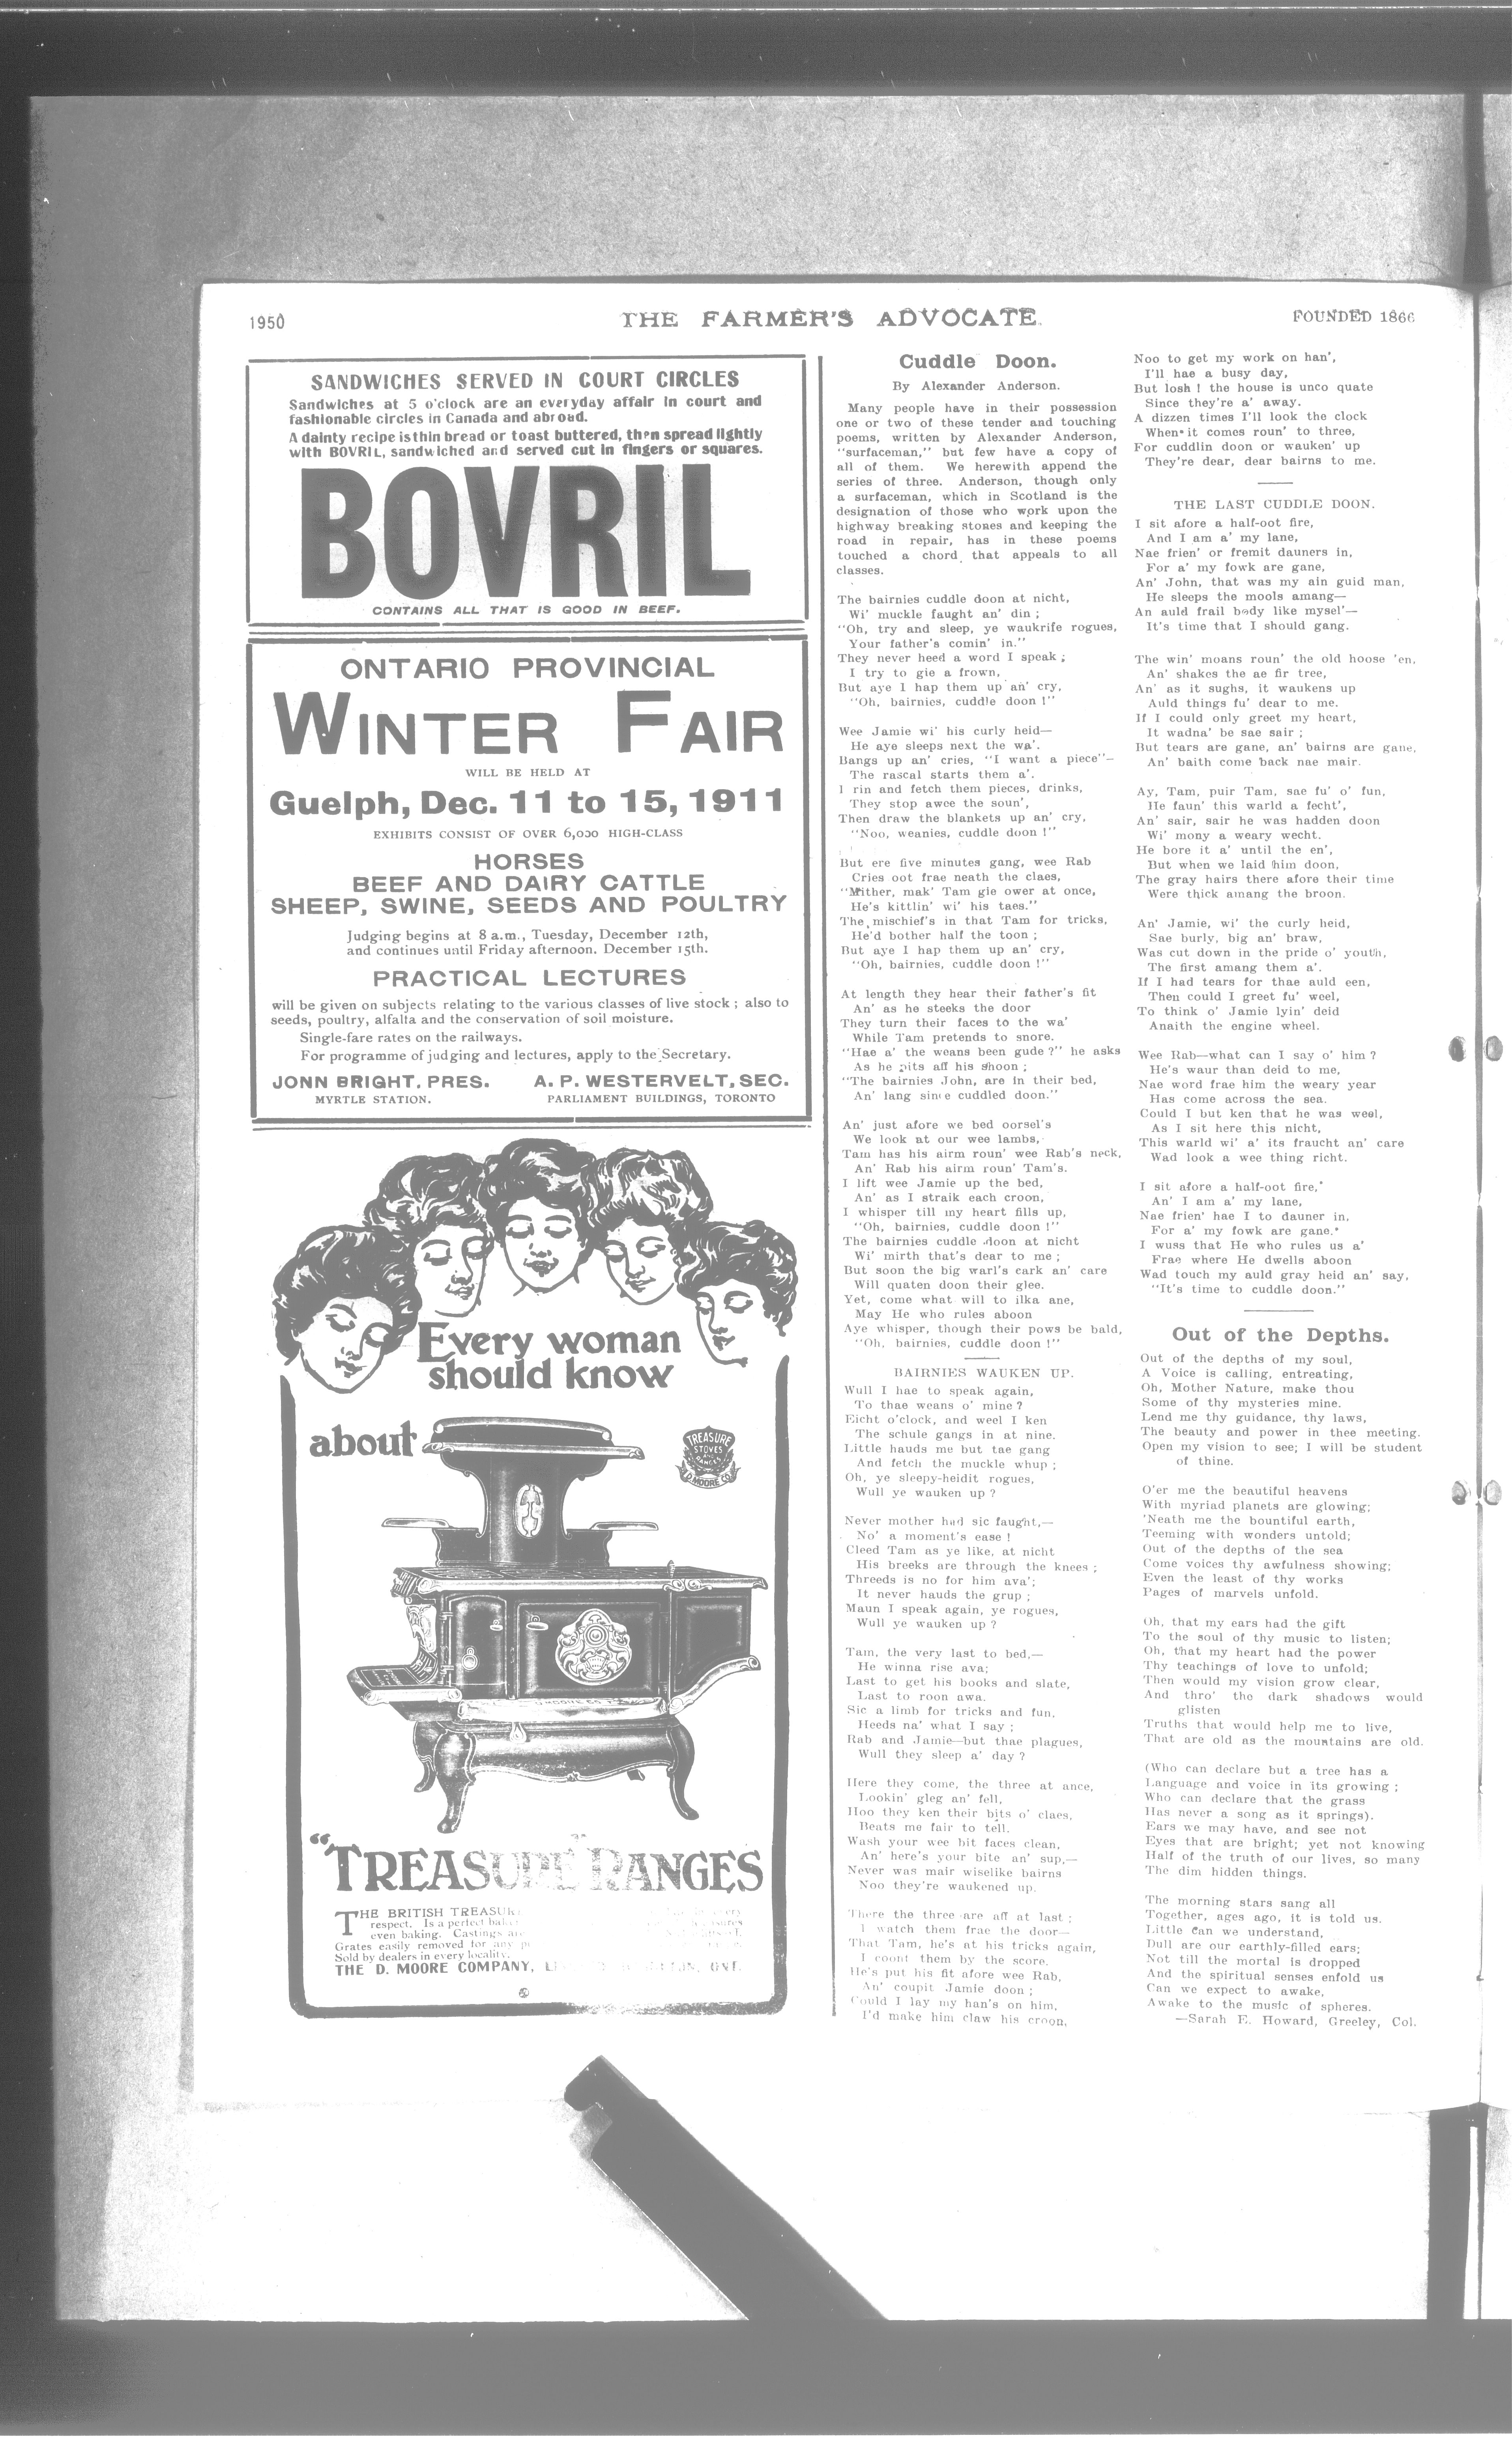 1950
THE FARMER'S ADVOCATE.
FOUNDED 1866
SANDWICHES SERVED IN COURT CIRCLES
Sandwiches at 5 o'clock are an everyday affair in court and
fashionable circles in Canada and abroad.
A dainty recipe is thin bread or toast buttered, then spread lightly
with BOVRIL, sandwiched and served cut in fingers or squares.
BOVRIL
CONTAINS ALL THAT IS GOOD IN BEEF.
ONTARIO PROVINCIAL
WINTER FAIR
WILL BE HELD AT
Guelph, Dec. 11 to 15, 1911
EXHIBITS CONSIST OF OVER 6,000 HIGH-CLASS
HORSES
BEEF AND DAIRY CATTLE
SHEEP, SWINE, SEEDS AND POULTRY
Judging begins at 8 a.m., Tuesday, December 12th,
and continues until Friday afternoon, December 15th.
PRACTICAL LECTURES
will be given on subjects relating to the various classes of live stock ; also to
seeds, poultry, alfalta and the conservation of soil moisture.
Single-fare rates on the railways.
For programme of judging and lectures, apply to the Secretary.
JONN BRIGHT, PRES. A. P. WESTERVELT, SEC.
MYRTLE STATION. PARLIAMENT BUILDINGS, TORONTO
Every woman
should know
about
TREASURE
STOVES
AND
RANGES
D. MOORE CO.
"TREASURE RANGES
THE BRITISH TREASURE
respect. Is a perfect
even baking. Castings
Grates easily removed for any
Sold by dealers in every locality.
THE D. MOORE COMPANY, ONT.
Cuddle Doon.
By Alexander Anderson.
Many people have in their possession
one or two of these tender and touching
poems, written by Alexander Anderson,
"surfaceman," but few have a copy of
all of them. We herewith append the
series of three. Anderson, though only
a surfaceman, which in Scotland is the
designation of those who work upon the
highway breaking stones and keeping the
road in repair, has in these poems
touched a chord that appeals to all
classes.
The bairnies cuddle doon at nicht,
Wi' muckle faught an' din ;
"Oh, try and sleep, ye waukrife rogues,
Your father's comin' in."
They never heed a word I speak ;
I try to gie a frown,
But aye I hap them up an' cry,
"Oh, bairnies, cuddle doon !"
Wee Jamie wi' his curly heid—
He aye sleeps next the wa'.
Bangs up an' cries, "I want a piece"—
The rascal starts them a'.
I rin and fetch them pieces, drinks,
They stop awee the soun',
Then draw the blankets up an' cry,
"Noo, weanies, cuddle doon !"
But ere five minutes gang, wee Rab
Cries oot frae neath the claes,
"Mither, mak' Tam gie ower at once,
He's kittlin' wi' his taes."
The mischief's in that Tam for tricks,
He'd bother half the toon ;
But aye I hap them up an' cry,
"Oh, bairnies, cuddle doon !"
At length they hear their father's fit
An' as he steeks the door
They turn their faces to the wa'
While Tam pretends to snore.
"Hae a' the weans been gude ?" he asks
As he pits aff his shoon ;
"The bairnies John, are in their bed,
An' lang since cuddled doon."
An' just afore we bed oorsel's
We look at our wee lambs,
Tam has his airm roun' wee Rab's neck,
An' Rab his airm roun' Tam's.
I lift wee Jamie up the bed,
An' as I straik each croon,
I whisper till my heart fills up,
"Oh, bairnies, cuddle doon !"
The bairnies cuddle doon at nicht
Wi' mirth that's dear to me ;
But soon the big warl's cark an' care
Will quaten doon their glee.
Yet, come what will to ilka ane,
May He who rules aboon
Aye whisper, though their pows be bald,
"Oh, bairnies, cuddle doon !"
BAIRNIES WAUKEN UP.
Wull I hae to speak again,
To thae weans o' mine ?
Eicht o'clock, and weel I ken
The schule gangs in at nine.
Little hauds me but tae gang
And fetch the muckle whup ;
Oh, ye sleepy-heidit rogues,
Wull ye wauken up ?
Never mother had sic faught,—
No' a moment's ease !
Cleed Tam as ye like, at nicht
His breeks are through the knees ;
Threeds is no for him ava';
It never hauds the grup ;
Maun I speak again, ye rogues,
Wull ye wauken up ?
Tam, the very last to bed,—
He winna rise ava;
Last to get his books and slate,
Last to roon awa.
Sic a limb for tricks and fun,
Heeds na' what I say ;
Rab and Jamie—but thae plagues,
Wull they sleep a' day ?
Here they come, the three at ance,
Lookin' gleg an' fell,
Hoo they ken their bits o' claes,
Beats me fair to tell.
Wash your wee bit faces clean,
An' here's your bite an' sup,—
Never was mair wiselike bairns
Noo they're waukened up.
There the three are aff at last ;
I watch them frae the door—
That Tam, he's at his tricks again,
I count them by the score.
He's put his fit afore wee Rab,
An' coupit Jamie doon ;
Could I lay my han's on him,
I'd make him claw his croon.
Noo to get my work on han',
I'll hae a busy day,
But losh ! the house is unco quate
Since they're a' away.
A dizzen times I'll look the clock
When it comes roun' to three,
For cuddlin doon or wauken' up
They're dear, dear bairns to me.
THE LAST CUDDLE DOON.
I sit afore a half-oot fire,
And I am a' my lane,
Nae frien' or fremit dauners in,
For a' my fowk are gane,
An' John, that was my ain guid man,
He sleeps the mools amang—
An auld frail body like mysel'—
It's time that I should gang.
The win' moans roun' the old hoose 'en,
An' shakes the ae fir tree,
An' as it sughs, it waukens up
Auld things fu' dear to me.
If I could only greet my heart,
It wadna' be sae sair ;
But tears are gane, an' bairns are gane,
An' baith come back nae mair.
Ay, Tam, puir Tam, sae fu' o' fun,
He faun' this warld a fecht',
An' sair, sair he was hadden doon
Wi' mony a weary wecht.
He bore it a' until the en',
But when we laid him doon,
The gray hairs there afore their time
Were thick amang the broon.
An' Jamie, wi' the curly heid,
Sae burly, big an' braw,
Was cut down in the pride o' youth,
The first amang them a'.
If I had tears for thae auld een,
Then could I greet fu' weel,
To think o' Jamie lyin' deid
Anaith the engine wheel.
Wee Rab—what can I say o' him ?
He's waur than deid to me,
Nae word frae him the weary year
Has come across the sea.
Could I but ken that he was weel,
As I sit here this nicht,
This warld wi' a' its fraucht an' care
Wad look a wee thing richt.
I sit afore a half-oot fire,
An' I am a' my lane,
Nae frien' hae I to dauner in,
For a' my fowk are gane.
I wuss that He who rules us a'
Frae where He dwells aboon
Wad touch my auld gray heid an' say,
"It's time to cuddle doon."
Out of the Depths.
Out of the depths of my soul,
A Voice is calling, entreating,
Oh, Mother Nature, make thou
Some of thy mysteries mine.
Lend me thy guidance, thy laws,
The beauty and power in thee meeting.
Open my vision to see; I will be student
of thine.
O'er me the beautiful heavens
With myriad planets are glowing;
'Neath me the bountiful earth,
Teeming with wonders untold;
Out of the depths of the sea
Come voices thy awfulness showing;
Even the least of thy works
Pages of marvels unfold.
Oh, that my ears had the gift
To the soul of thy music to listen;
Oh, that my heart had the power
Thy teachings of love to unfold;
Then would my vision grow clear,
And thro' the dark shadows would
glisten
Truths that would help me to live,
That are old as the mountains are old.
(Who can declare but a tree has a
Language and voice in its growing ;
Who can declare that the grass
Has never a song as it springs).
Ears we may have, and see not
Eyes that are bright; yet not knowing
Half of the truth of our lives, so many
The dim hidden things.
The morning stars sang all
Together, ages ago, it is told us.
Little can we understand,
Dull are our earthly-filled ears;
Not till the mortal is dropped
And the spiritual senses enfold us
Can we expect to awake,
Awake to the music of spheres.
—Sarah E. Howard, Greeley, Col.